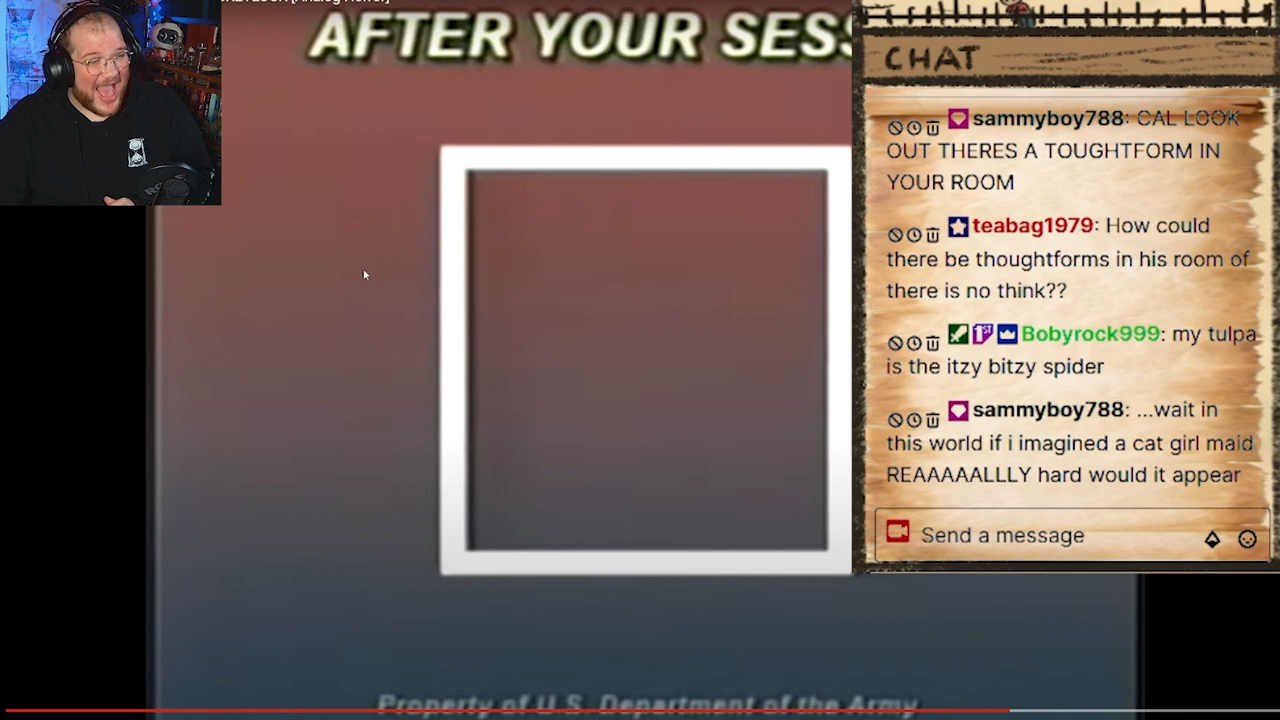 [Analog Horror]
AFTER YOUR SESS
CHAT
sammyboy788: CAL LOOK
OUT THERES A TOUGHTFORM IN
YOUR ROOM
teabag1979: How could
there be thoughtforms in his room of
there is no think??
1ST Bobyrock999: my tulpa
is the itzy bitzy spider
sammyboy788: ...wait in
this world if i imagined a cat girl maid
REAAAAALLLY hard would it appear
Send a message
Property of U.S. Department of the Army